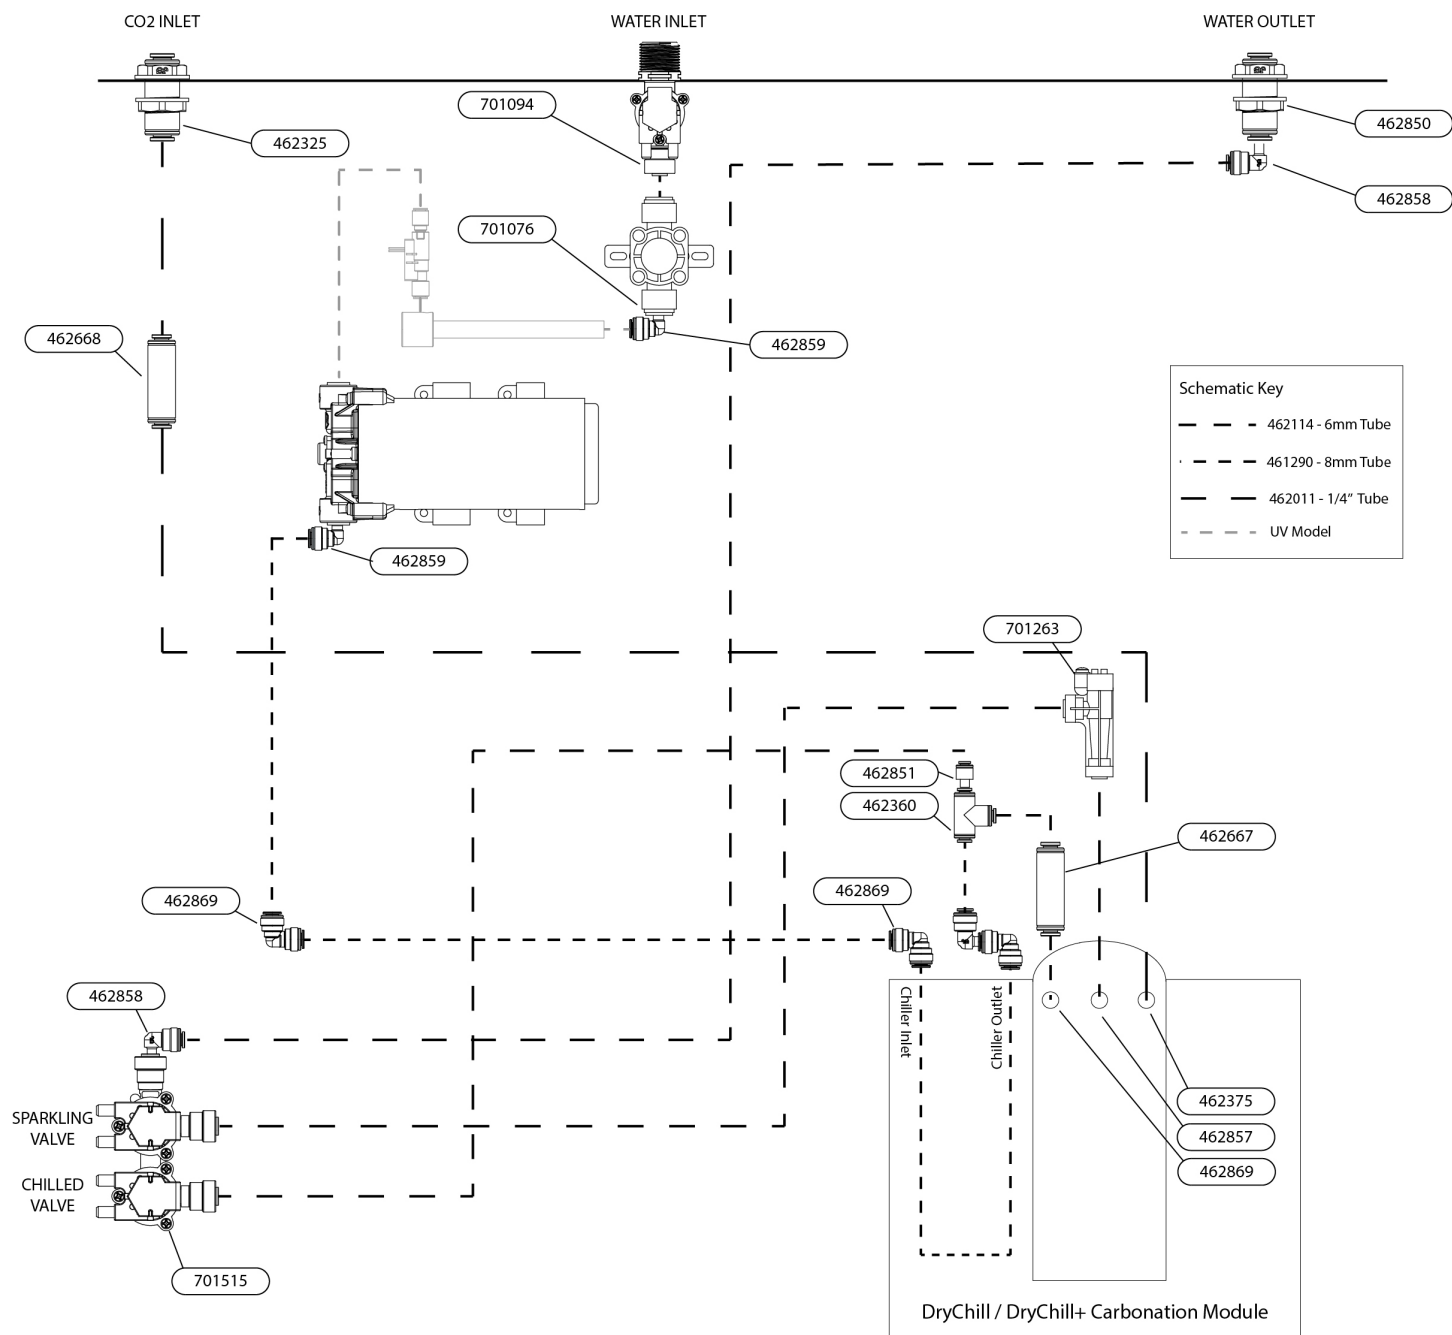 CO2 INLET
WATER INLET
WATER OUTLET
701094
462850
462325
462858
701076
462668
462859
Schematic Key
462114 - 6mm Tube
461290 - 8mm Tube
462011 - 1/4” Tube
UV Model
462859
701263
462851
462360
462667
462869
462869
462858
Chiller Inlet
Chiller Outlet
SPARKLING
VALVE
462375
462857
462869
CHILLED
VALVE
701515
DryChill / DryChill+ Carbonation Module